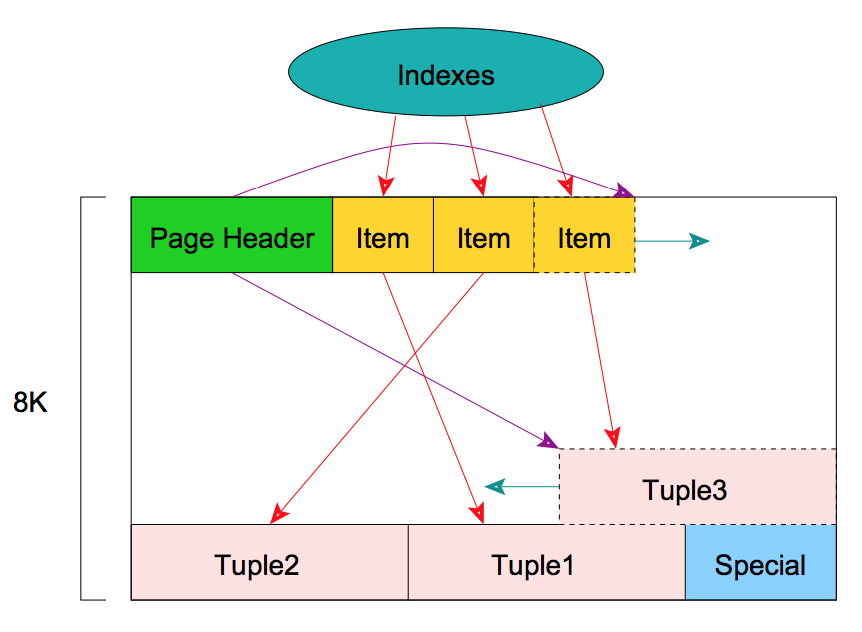 Indexes
Page Header Item Item Item
8K
Tuple3
Tuple2 Tuple1 Special